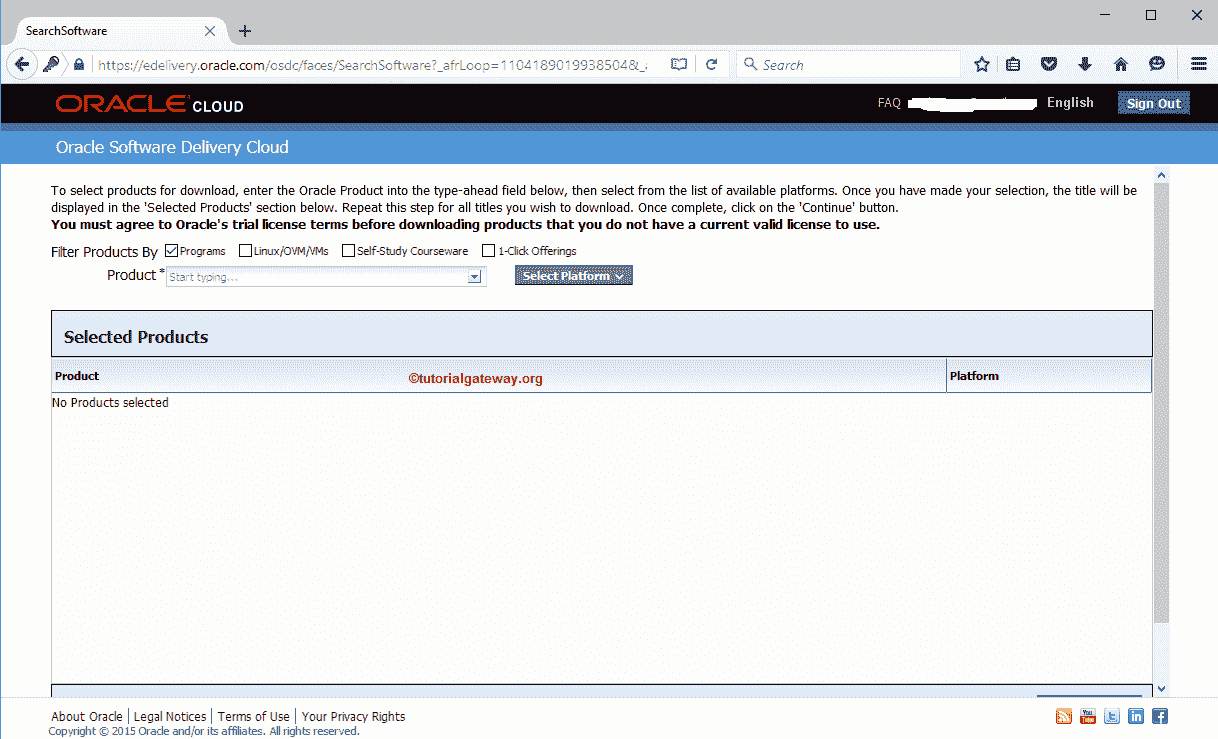 SearchSoftware
https://edelivery.oracle.com/osdc/faces/SearchSoftware?_afrLoop=1104189019938504&_
Search
ORACLE CLOUD
FAQ
English
Sign Out
Oracle Software Delivery Cloud
To select products for download, enter the Oracle Product into the type-ahead field below, then select from the list of available platforms. Once you have made your selection, the title will be
displayed in the 'Selected Products' section below. Repeat this step for all titles you wish to download. Once complete, click on the 'Continue' button.
You must agree to Oracle's trial license terms before downloading products that you do not have a current valid license to use.
Filter Products By Programs Linux/OVM/VMs Self-Study Courseware 1-Click Offerings
Product * Start typing... Select Platform
Selected Products
Product ©tutorialgateway.org Platform
No Products selected
About Oracle | Legal Notices | Terms of Use | Your Privacy Rights
Copyright © 2015 Oracle and/or its affiliates. All rights reserved.